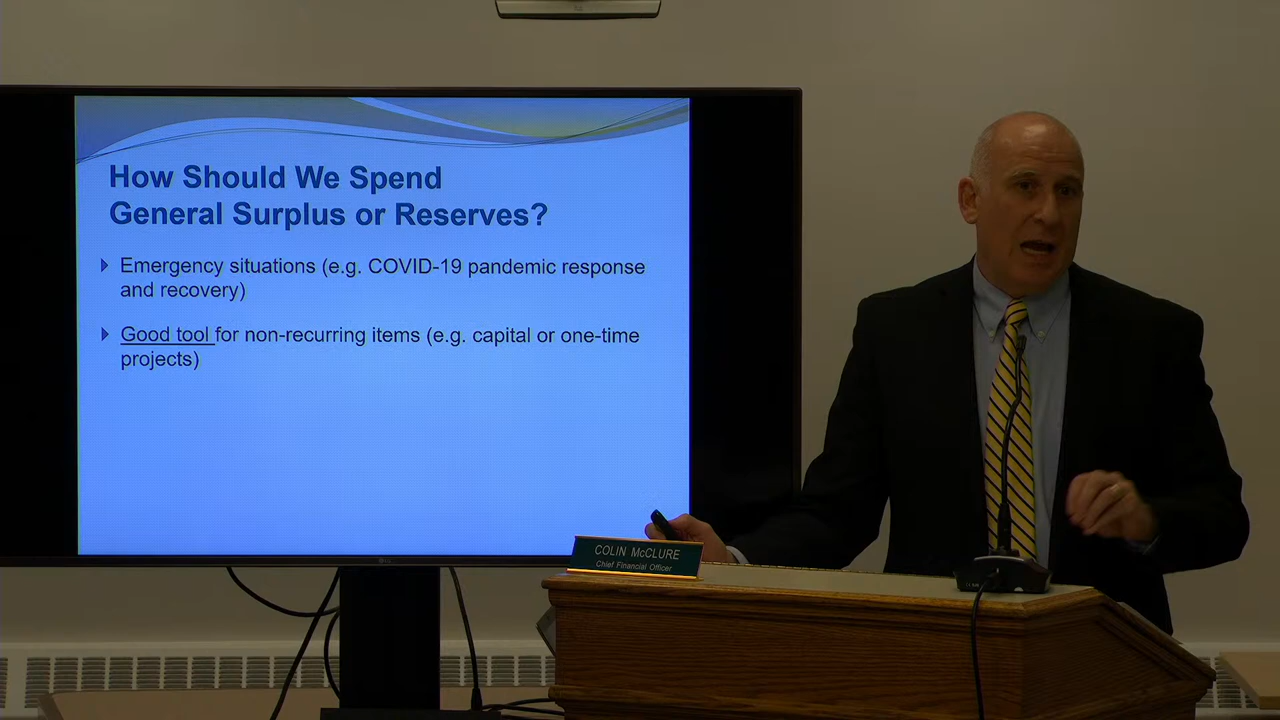 How Should We Spend
General Surplus or Reserves?
Emergency situations (e.g. COVID-19 pandemic response
and recovery)
Good tool for non-recurring items (e.g. capital or one-time
projects)
COLIN McCLURE
Chief Financial Officer